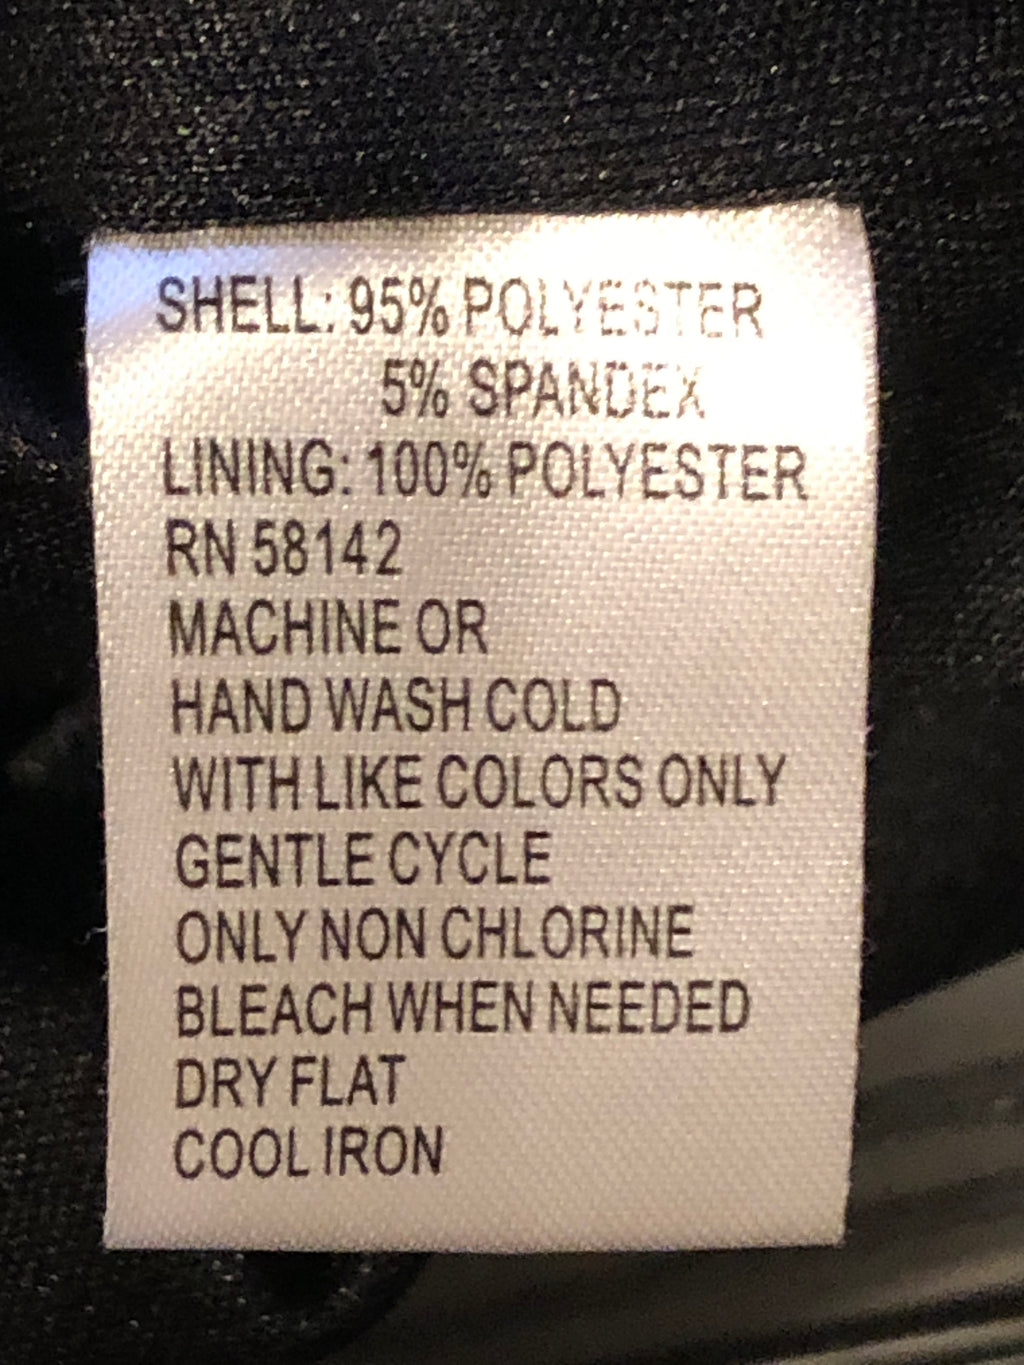 SHELL: 95% POLYESTER
5% SPANDEX
LINING: 100% POLYESTER
RN 58142
MACHINE OR
HAND WASH COLD
WITH LIKE COLORS ONLY
GENTLE CYCLE
ONLY NON CHLORINE
BLEACH WHEN NEEDED
DRY FLAT
COOL IRON